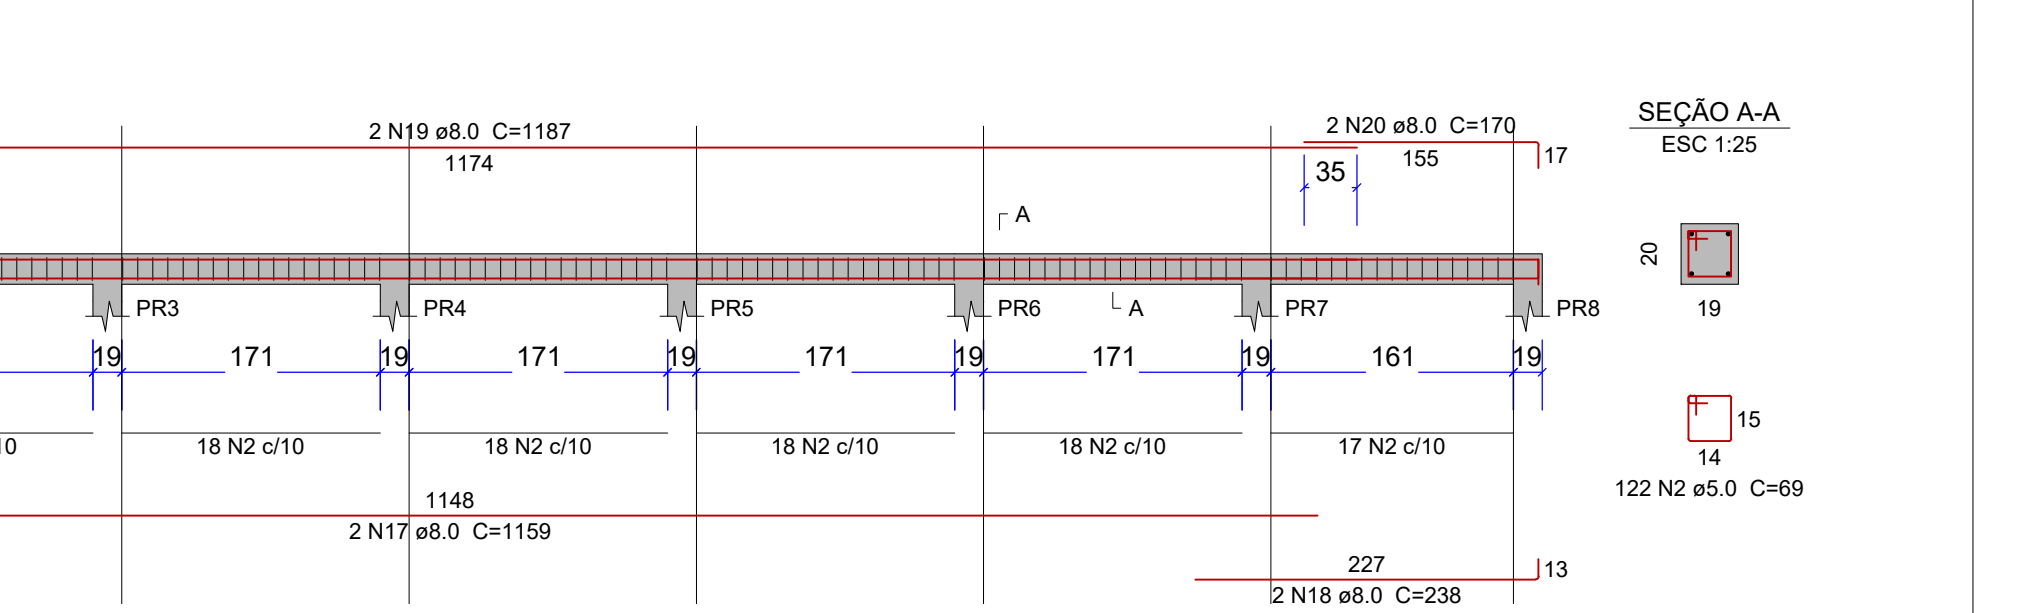 2 N19 ø8.0 C=1187
1174
2 N20 ø8.0 C=170
155
17
35
A
A
PR3
PR4
PR5
PR6
PR7
PR8
19
171
19
171
19
171
19
171
19
161
19
18 N2 c/10
18 N2 c/10
18 N2 c/10
18 N2 c/10
17 N2 c/10
1148
2 N17 ø8.0 C=1159
227
13
2 N18 ø8.0 C=238
SEÇÃO A-A
ESC 1:25
20
19
15
14
122 N2 ø5.0 C=69